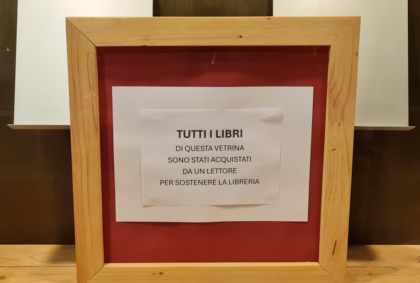 TUTTI I LIBRI
DI QUESTA VETRINA
SONO STATI ACQUISTATI
DA UN LETTORE
PER SOSTENERE LA LIBRERIA